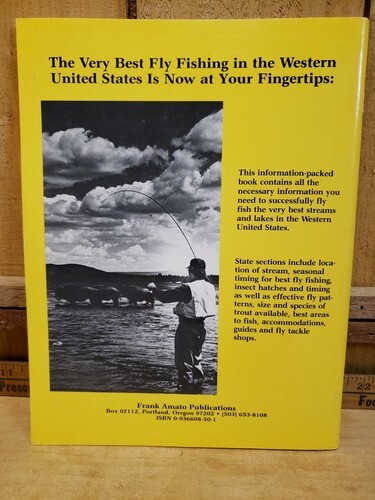 The Very Best Fly Fishing in the Western
United States Is Now at Your Fingertips:
This information-packed
book contains all the
necessary information you
need to successfully fly
fish the very best streams
and lakes in the Western
United States.
State sections include loca-
tion of stream, seasonal
timing for best fly fishing,
insect hatches and timing
as well as effective fly pat-
terns, size and species of
trout available, best areas
to fish, accommodations,
guides and fly tackle
shops.
Frank Amato Publications
Box 02112, Portland, Oregon 97202 • (503) 653-8108
ISBN 0-936608-50-1
22